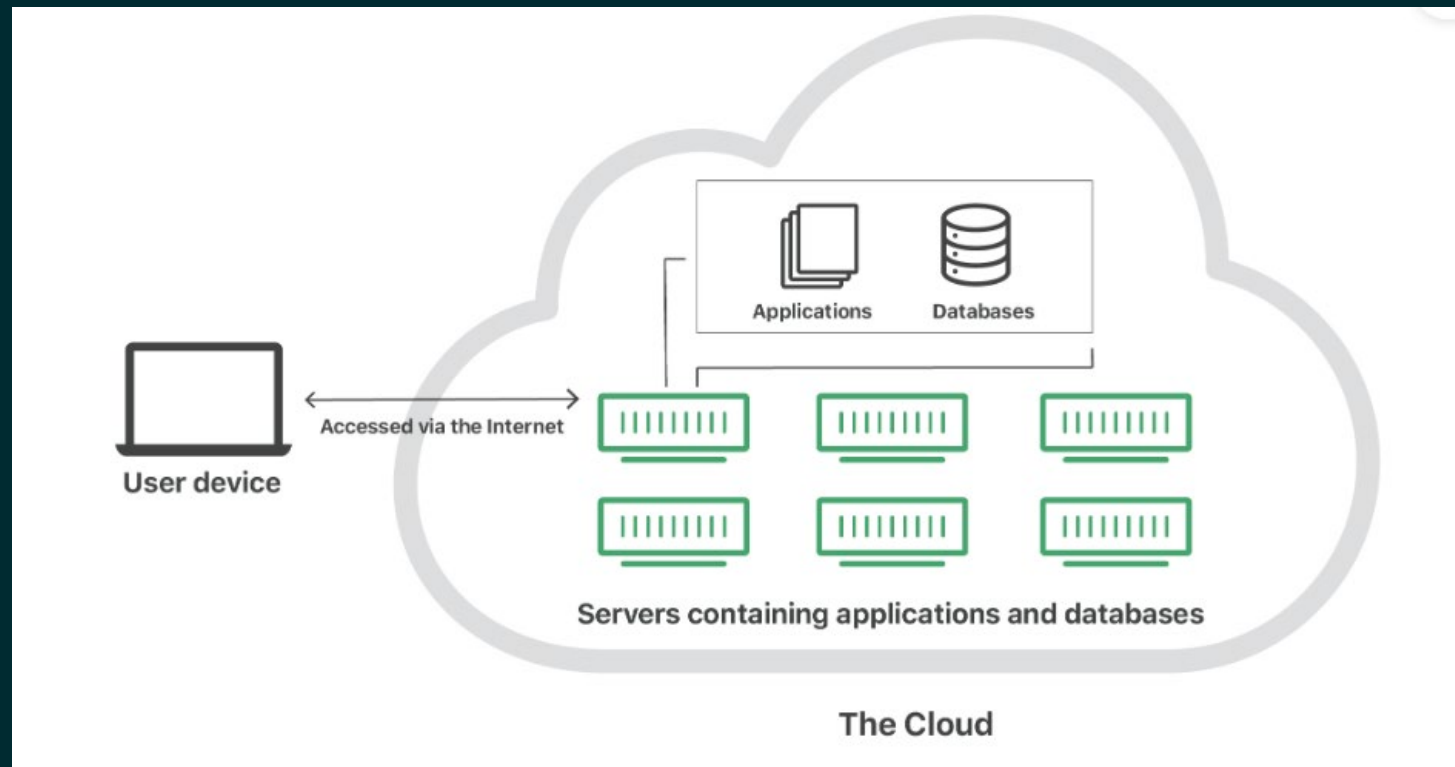 Applications
Databases
Accessed via the Internet
User device
Servers containing applications and databases
The Cloud